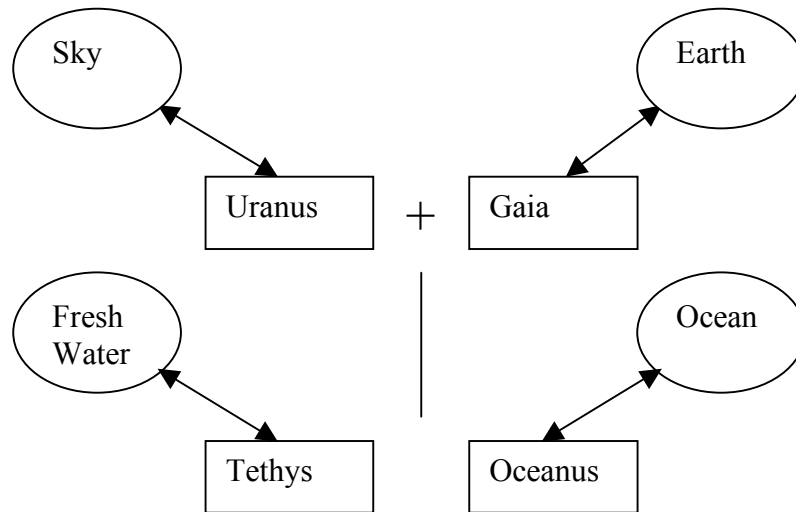 Sky
Earth
Uranus
+
Gaia
Fresh
Water
Ocean
Tethys
Oceanus